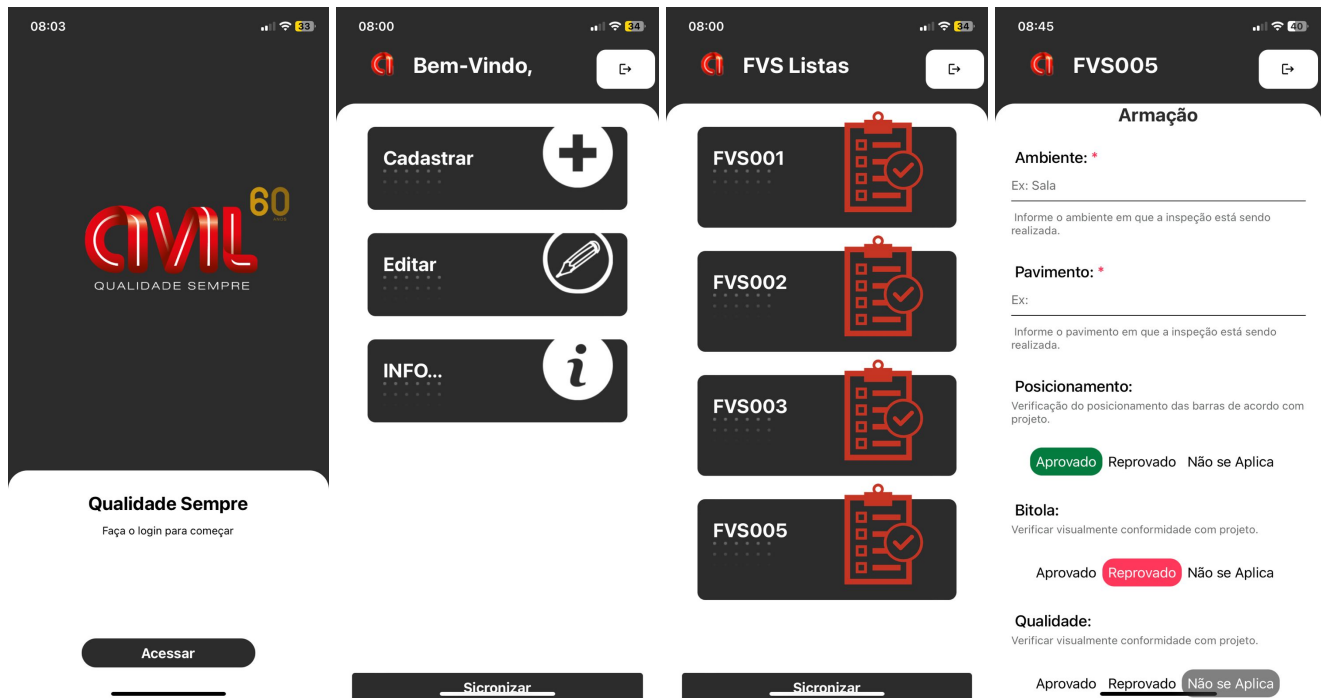 08:03
33
CIVIL
60
ANOS
QUALIDADE SEMPRE
Qualidade Sempre
Faça o login para começar
Acessar
08:00
34
Bem-Vindo,
Cadastrar
Editar
INFO...
i
Sicronizar
08:00
34
FVS Listas
FVS001
FVS002
FVS003
FVS005
Sicronizar
08:45
40
FVS005
Armação
Ambiente: *
Ex: Sala
Informe o ambiente em que a inspeção está sendo
realizada.
Pavimento: *
Ex:
Informe o pavimento em que a inspeção está sendo
realizada.
Posicionamento:
Verificação do posicionamento das barras de acordo com
projeto.
Aprovado Reprovado Não se Aplica
Bitola:
Verificar visualmente conformidade com projeto.
Aprovado Reprovado Não se Aplica
Qualidade:
Verificar visualmente conformidade com projeto.
Aprovado Reprovado Não se Aplica